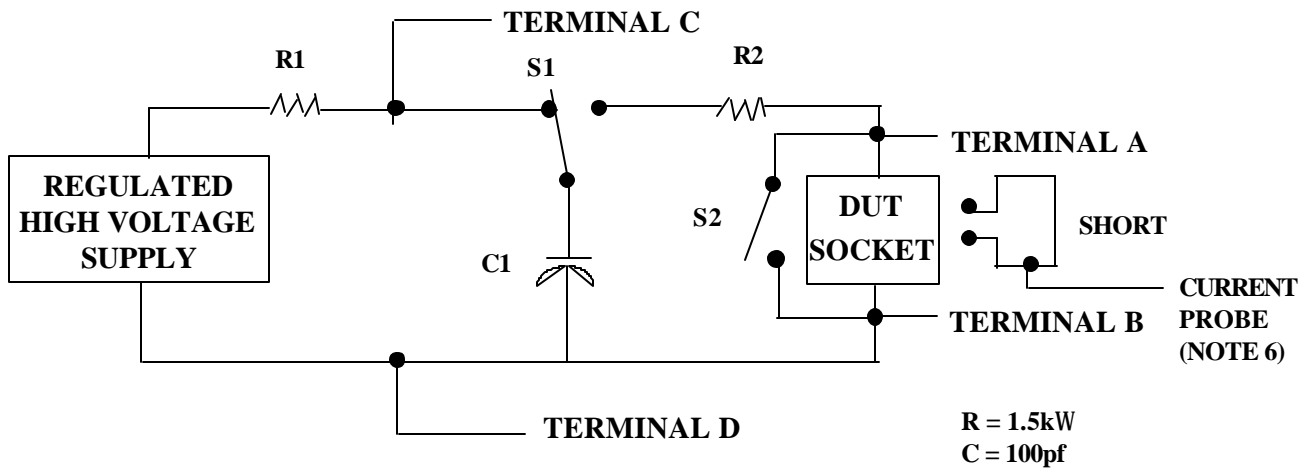 TERMINAL C
R1
S1
R2
TERMINAL A
REGULATED
HIGH VOLTAGE
SUPPLY
S2
DUT
SOCKET
SHORT
C1
CURRENT
PROBE
(NOTE 6)
TERMINAL B
TERMINAL D
R = 1.5kW
C = 100pf